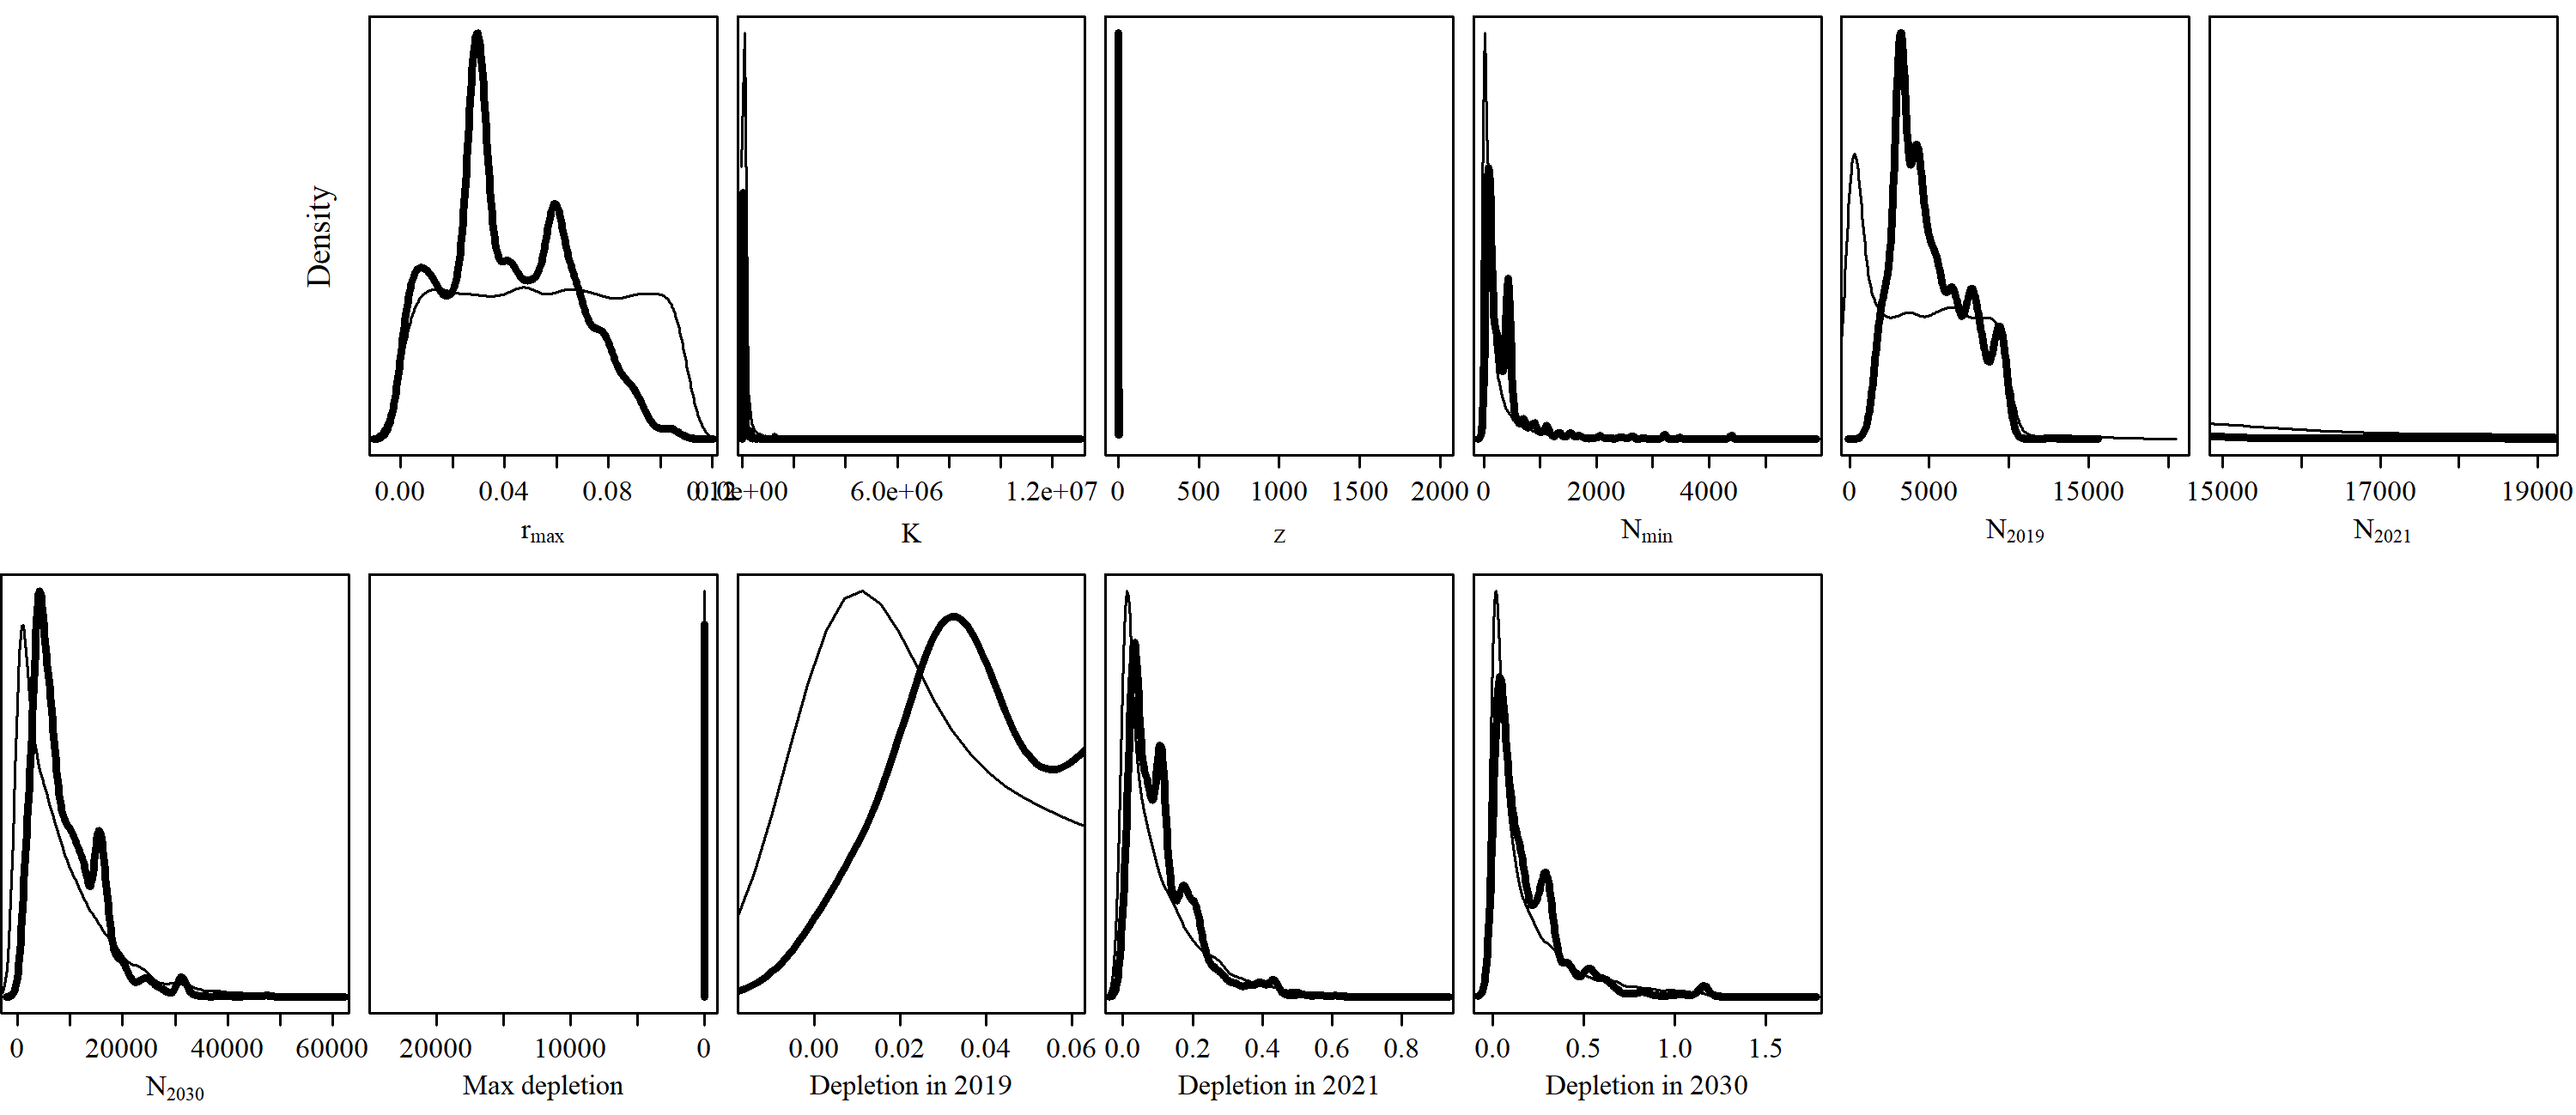 Density
0.00 0.04 0.08 0.12
r_max
0.0e+00 6.0e+06 1.2e+07
K
0 500 1000 1500 2000
z
0 2000 4000
N_min
0 5000 15000
N_2019
15000 17000 19000
N_2021
0 20000 40000 60000
N_2030
20000 10000 0
Max depletion
0.00 0.02 0.04 0.06
Depletion in 2019
0.0 0.2 0.4 0.6 0.8
Depletion in 2021
0.0 0.5 1.0 1.5
Depletion in 2030